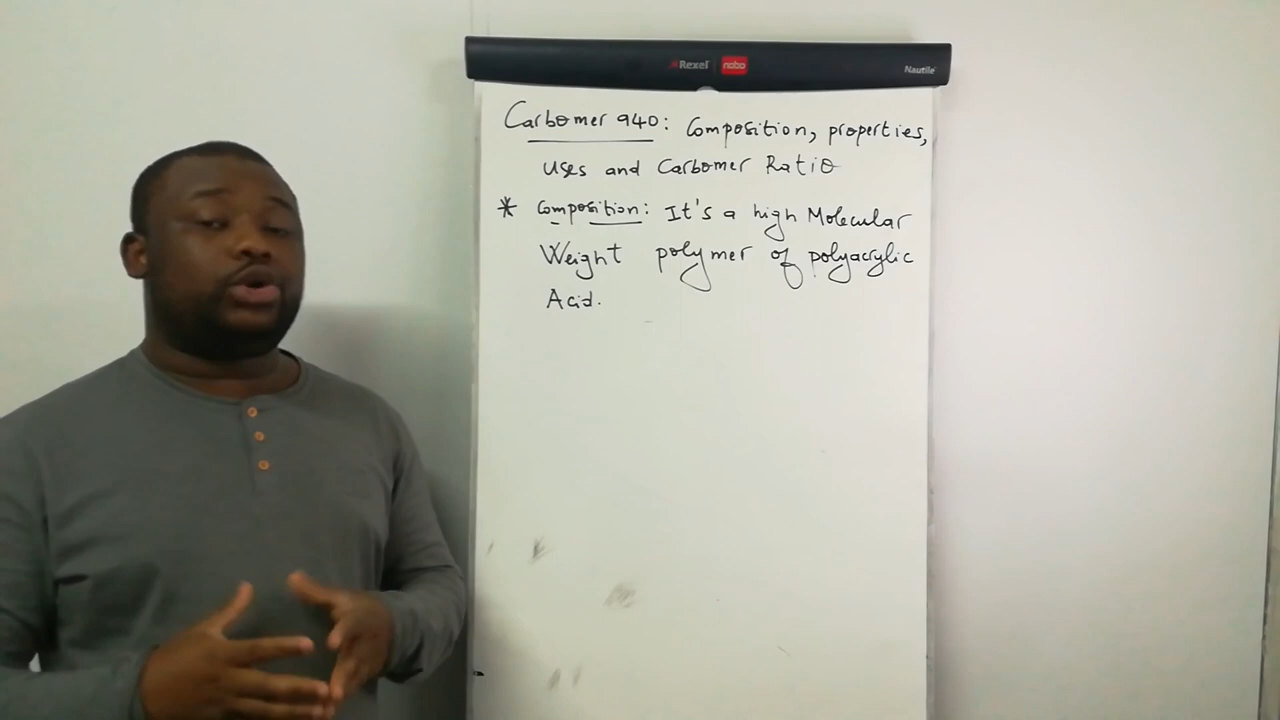 Rexel nobo Nautile
Carbomer 940: Composition, properties,
Uses and Carbomer Ratio
* Composition: It's a high Molecular
Weight polymer of polyacrylic
Acid.